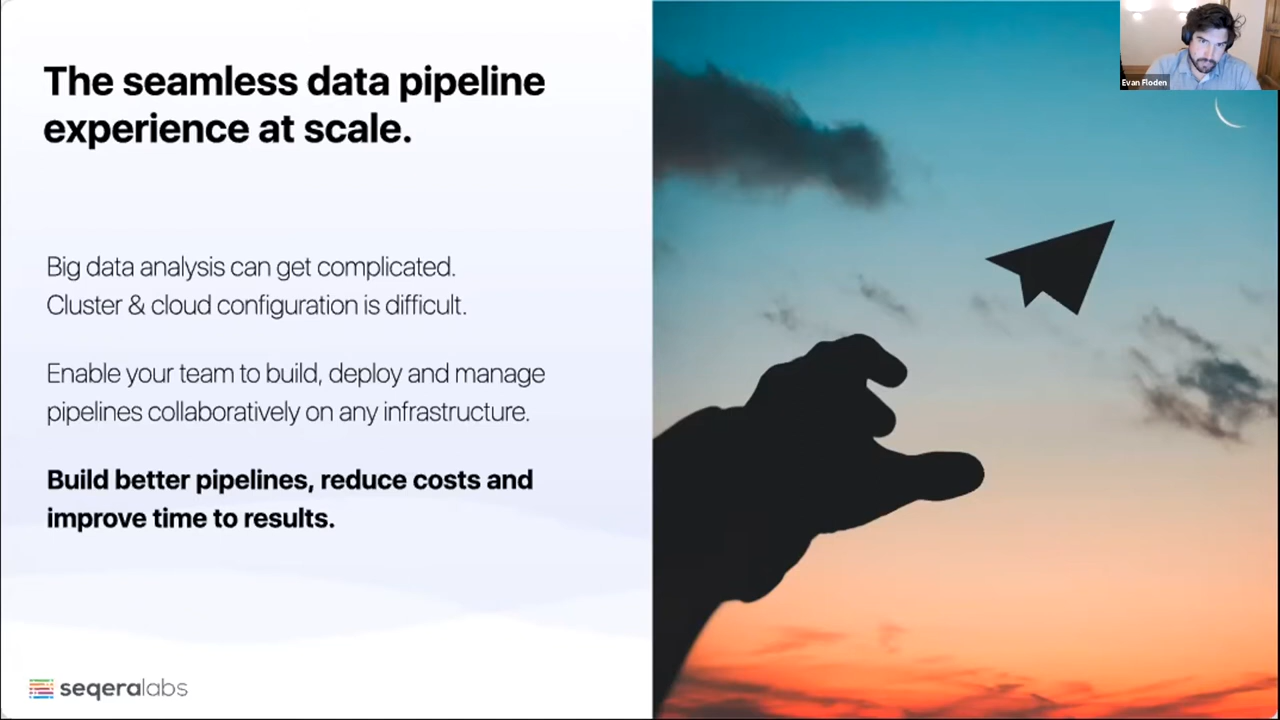 The seamless data pipeline
experience at scale.
Big data analysis can get complicated.
Cluster & cloud configuration is difficult.
Enable your team to build, deploy and manage
pipelines collaboratively on any infrastructure.
Build better pipelines, reduce costs and
improve time to results.
seqeralabs
Evan Floden